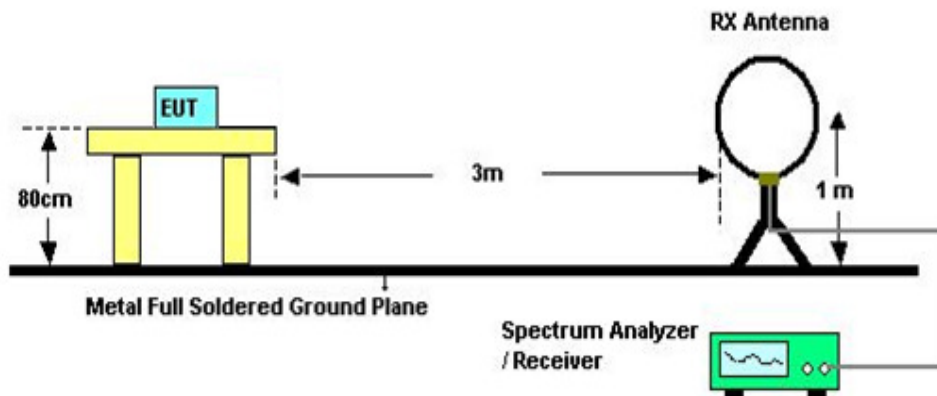 RX Antenna
EUT
80cm
3m
1 m
Metal Full Soldered Ground Plane
Spectrum Analyzer
/ Receiver